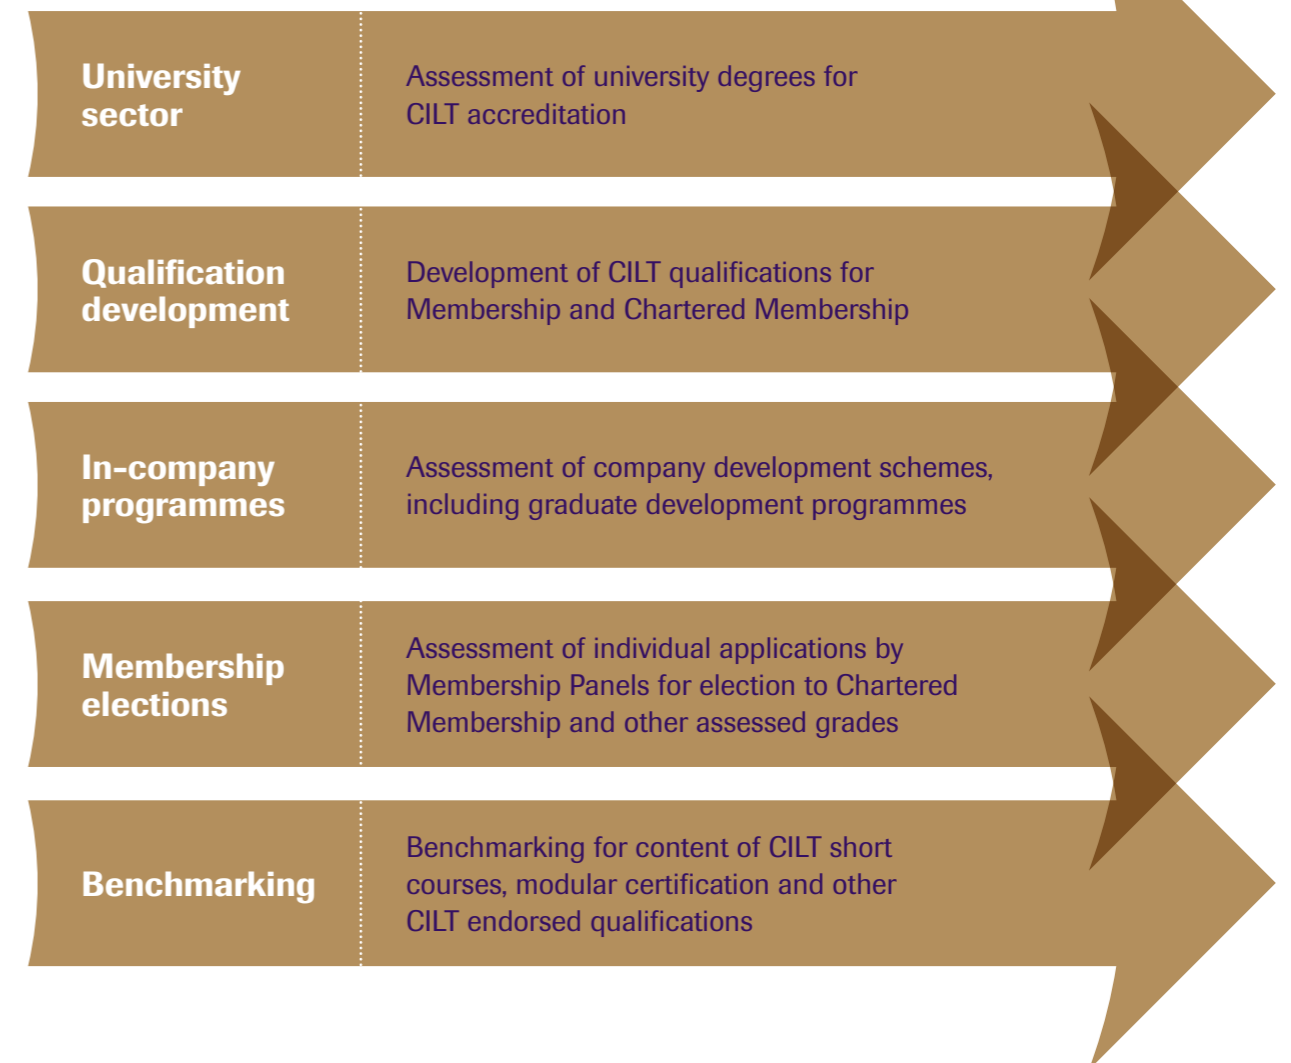 University
sector
Assessment of university degrees for
CILT accreditation
Qualification
development
Development of CILT qualifications for
Membership and Chartered Membership
In-company
programmes
Assessment of company development schemes,
including graduate development programmes
Membership
elections
Assessment of individual applications by
Membership Panels for election to Chartered
Membership and other assessed grades
Benchmarking
Benchmarking for content of CILT short
courses, modular certification and other
CILT endorsed qualifications